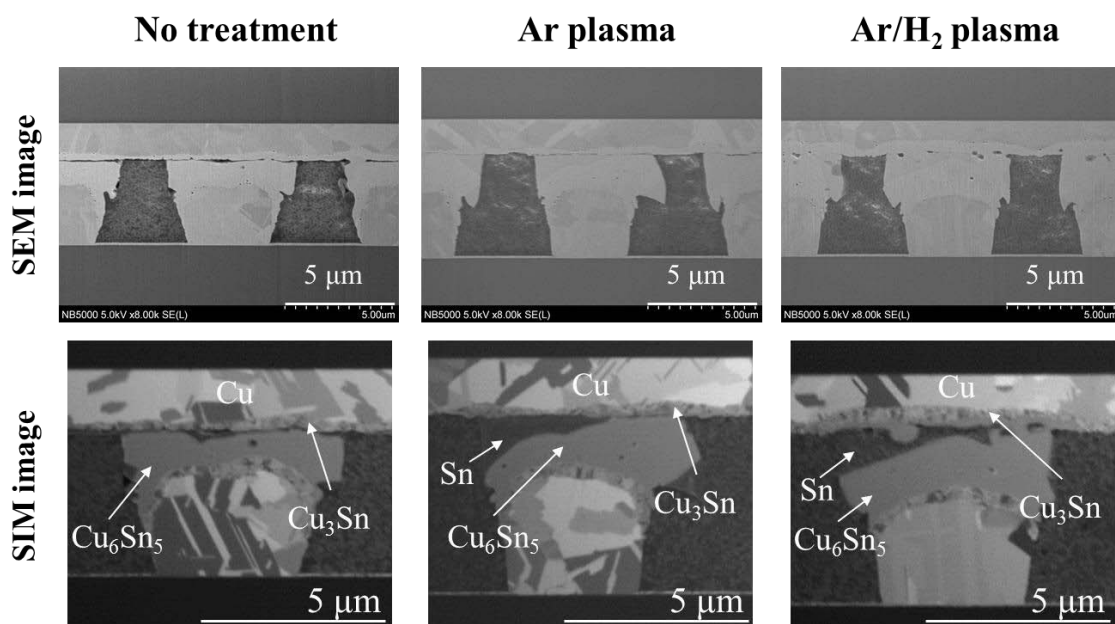 No treatment
Ar plasma
Ar/H₂ plasma
SEM image
5 μm
NB5000 5.0kV x8.00k SE(L)
5.00um
5 μm
NB5000 5.0kV x8.00k SE(L)
5.00um
5 μm
NB5000 5.0kV x8.00k SE(L)
5.00um
SIM image
Cu
Cu₆Sn₅
Cu₃Sn
5 μm
Cu
Sn
Cu₆Sn₅
Cu₃Sn
5 μm
Cu
Sn
Cu₆Sn₅
Cu₃Sn
5 μm